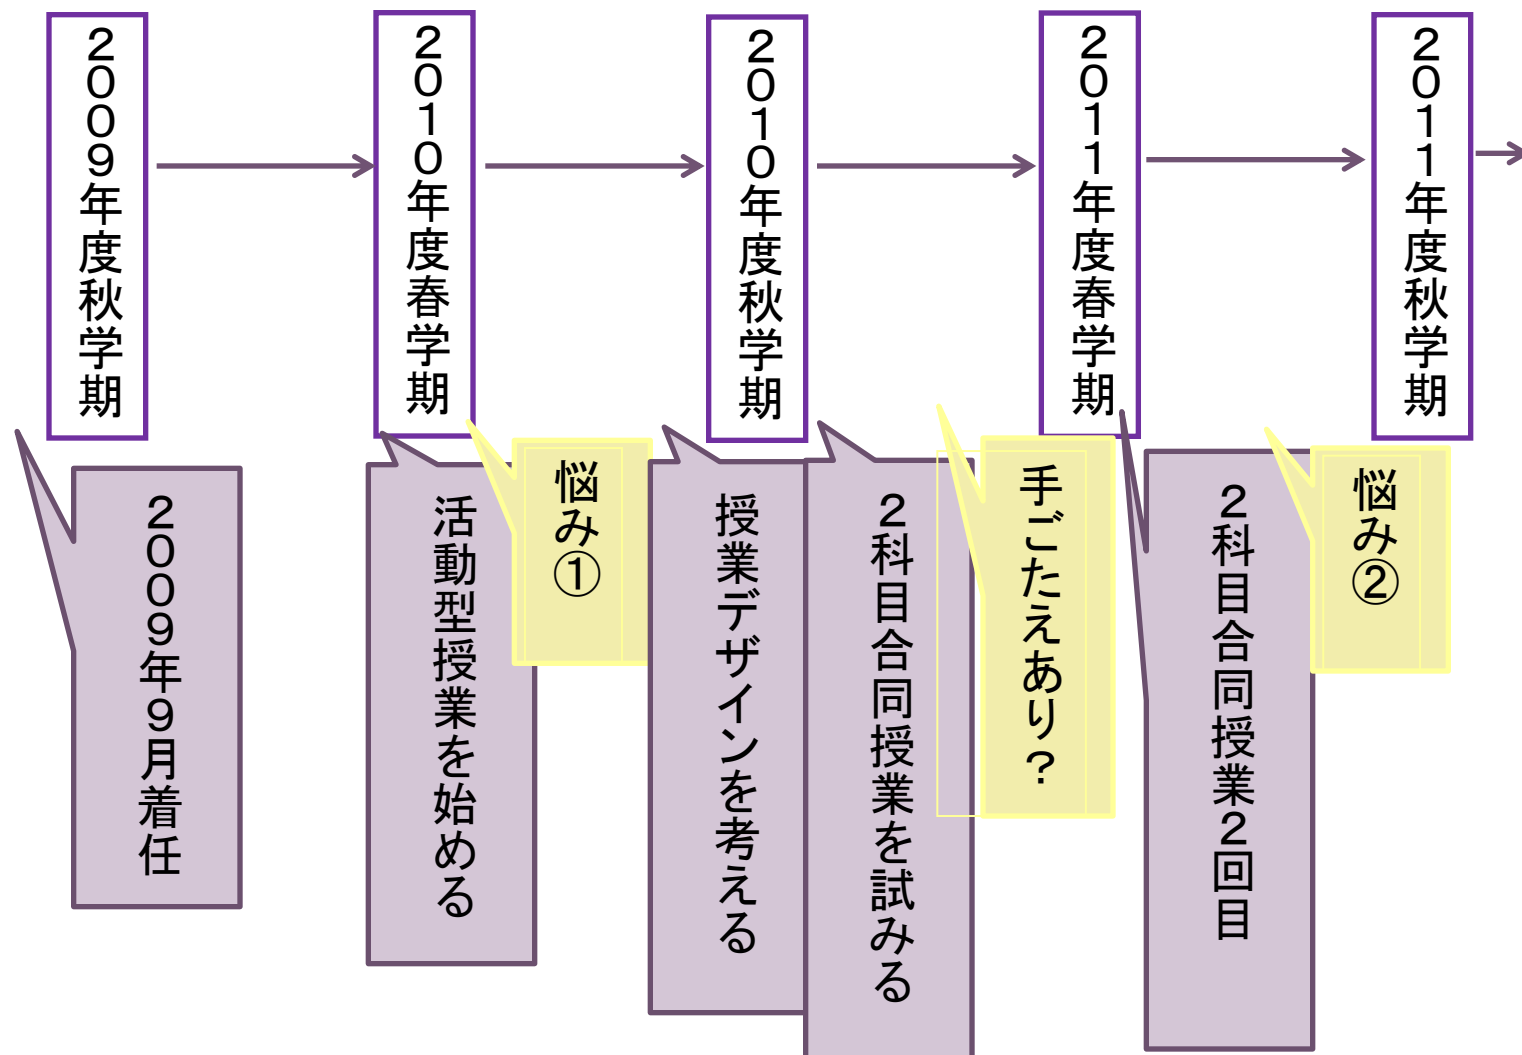 2009年度秋学期
2010年度春学期
2010年度秋学期
2011年度春学期
2011年度秋学期
2009年9月着任
活動型授業を始める
悩み①
授業デザインを考える
2科目合同授業を試みる
手ごたえあり?
2科目合同授業2回目
悩み②